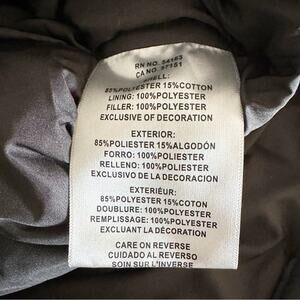 RN NO. 54163
CA NO. 57151
SHELL:
85%POLYESTER 15%COTTON
LINING: 100%POLYESTER
FILLER: 100%POLYESTER
EXCLUSIVE OF DECORATION
EXTERIOR:
85%POLIESTER 15%ALGODÓN
FORRO: 100%POLIESTER
RELLENO: 100%POLIESTER
EXCLUSIVO DE LA DECORACION
EXTERIEÚR:
85%POLYESTER 15%COTON
DOUBLURE: 100%POLYESTER
REMPLISSAGE: 100%POLYESTER
EXCLUANT LA DÉCORATION
CARE ON REVERSE
CUIDADO AL REVERSO
SOIN SUR L'INVERSE